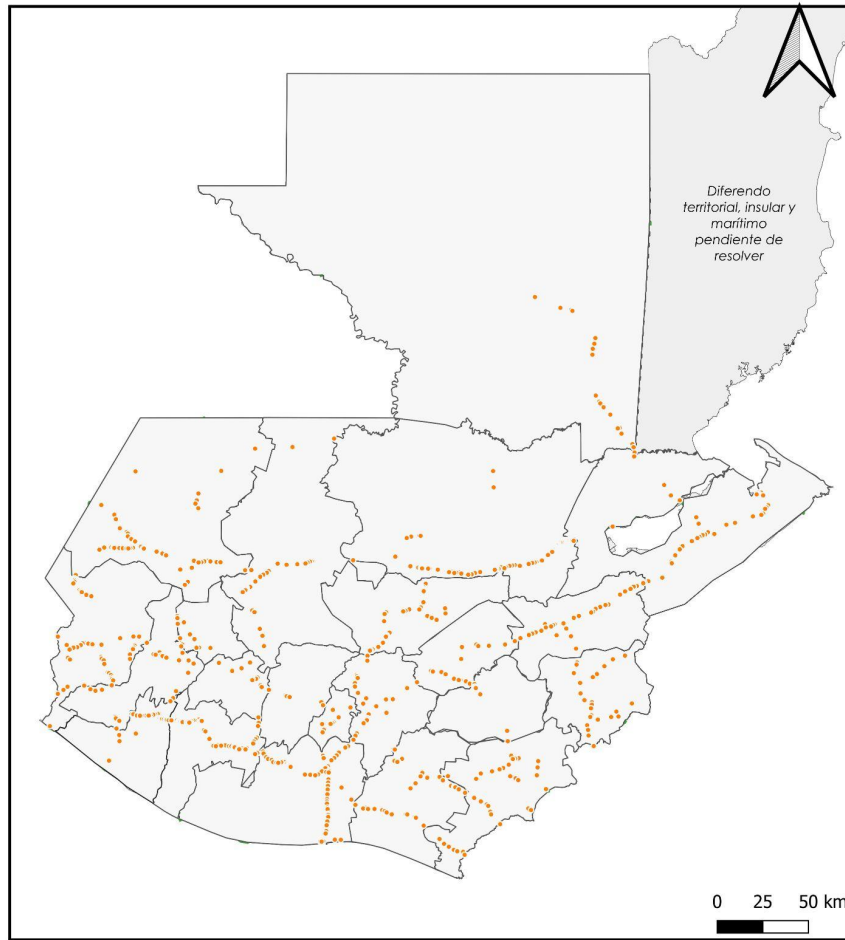 Diferendo
territorial, insular y
marítimo
pendiente de
resolver
0 25 50 km